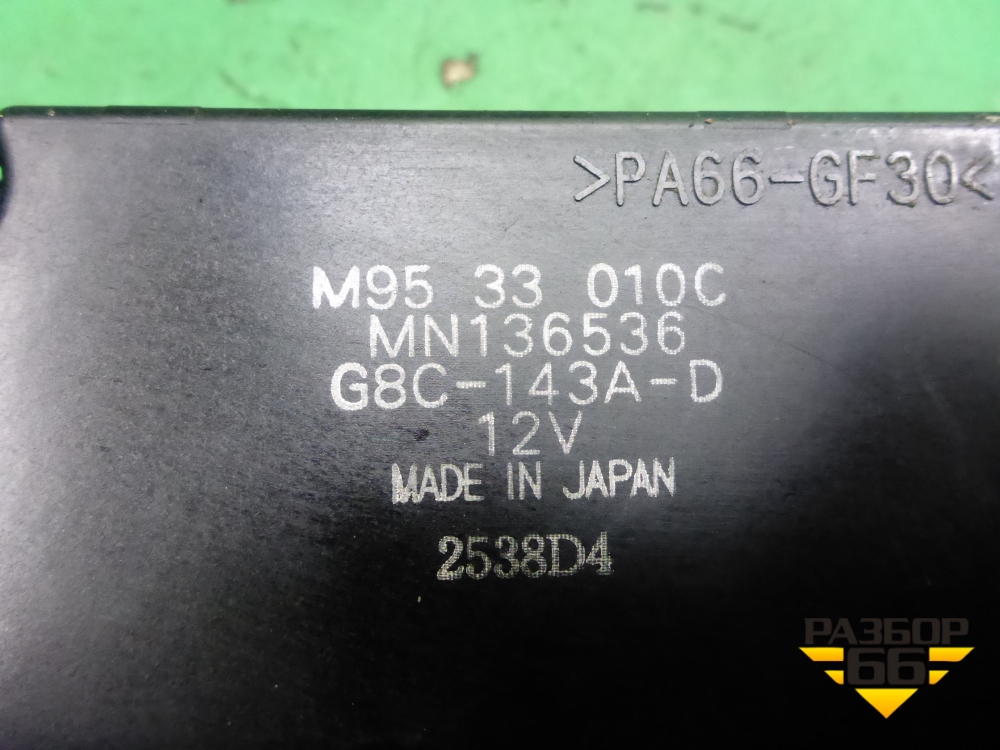 >PA66-GF30<
M95 33 010C
MN136536
G8C-143A-D
12V
MADE IN JAPAN
2538D4
РАЗБОР
66